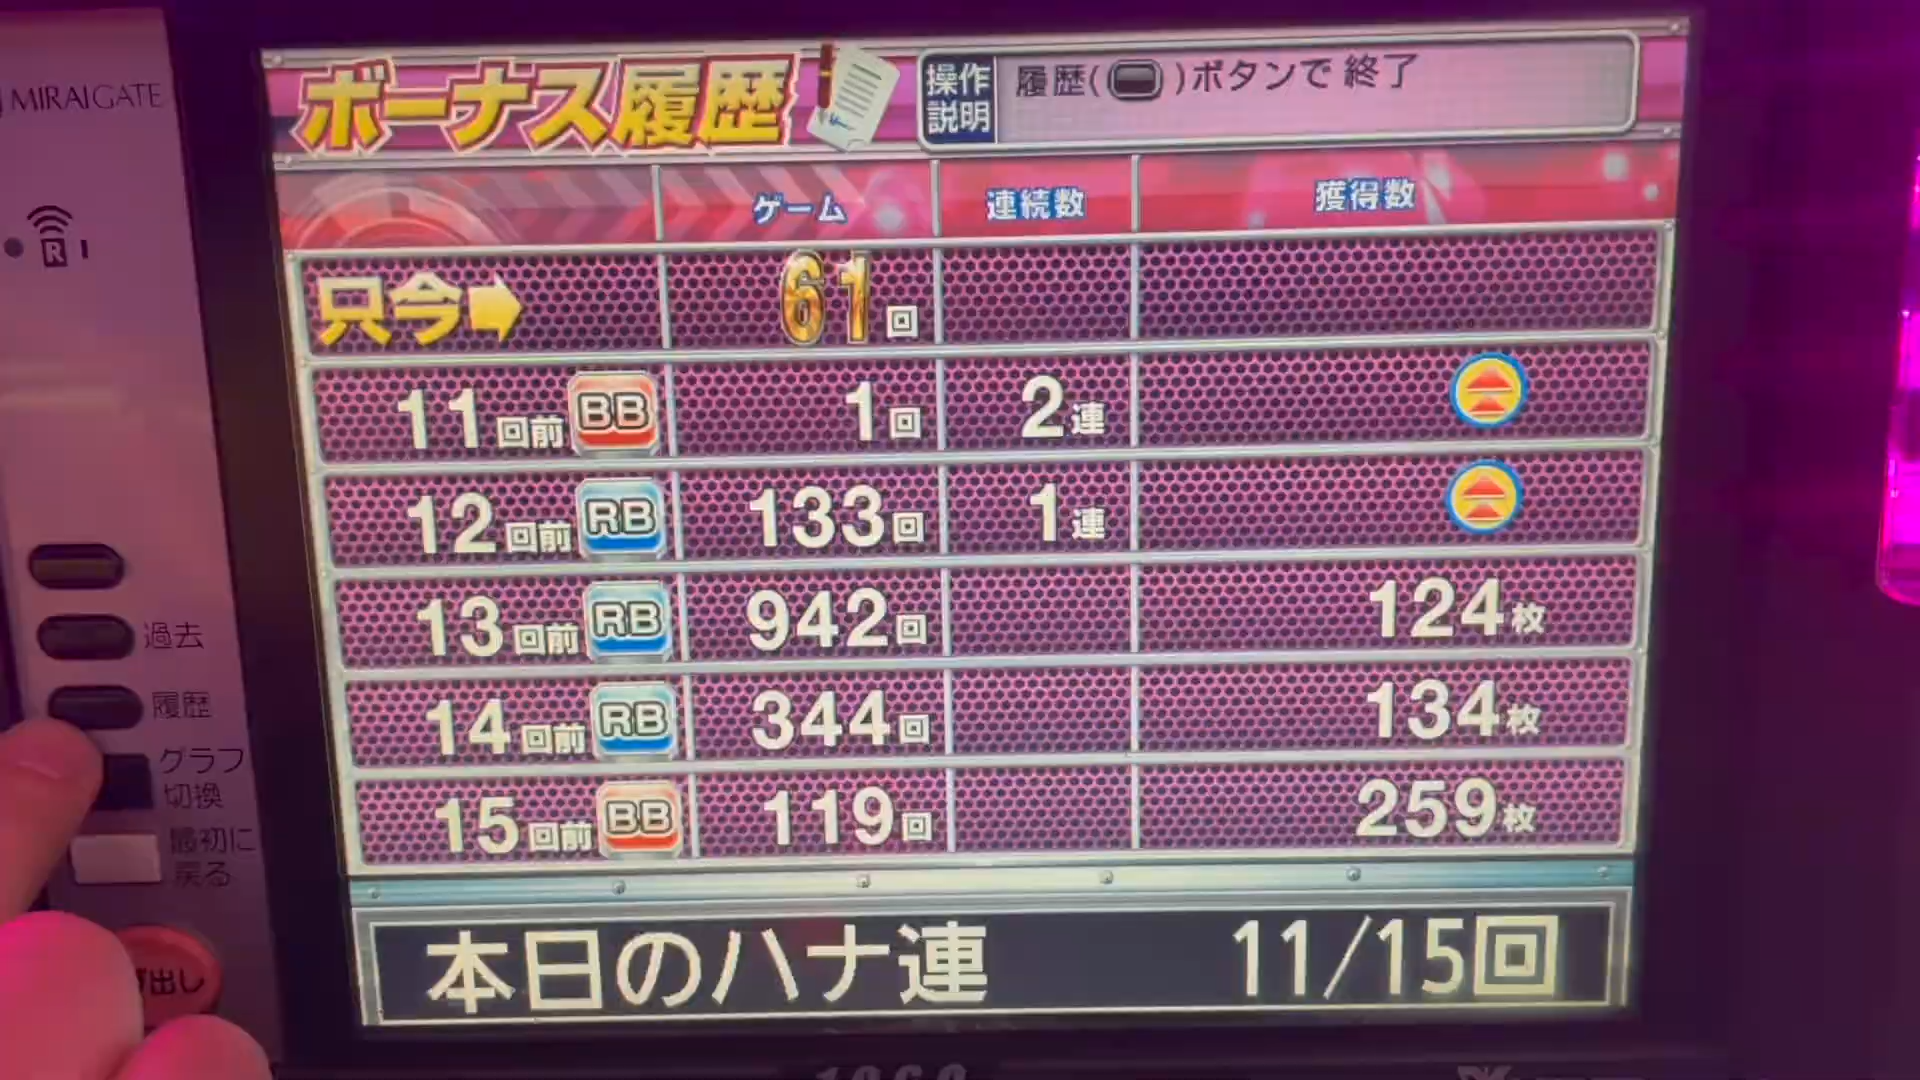 MIRAIGATE
R
ボーナス履歴
操作説明
履歴( )ボタンで 終了
ゲーム 連続数 獲得数
只今 61回
11回前 BB 1回 2連
12回前 RB 133回 1連
13回前 RB 942回 124枚
14回前 RB 344回 134枚
15回前 BB 119回 259枚
本日のハナ連 11/15回
過去
履歴
グラフ
切換
最初に
戻る
出し